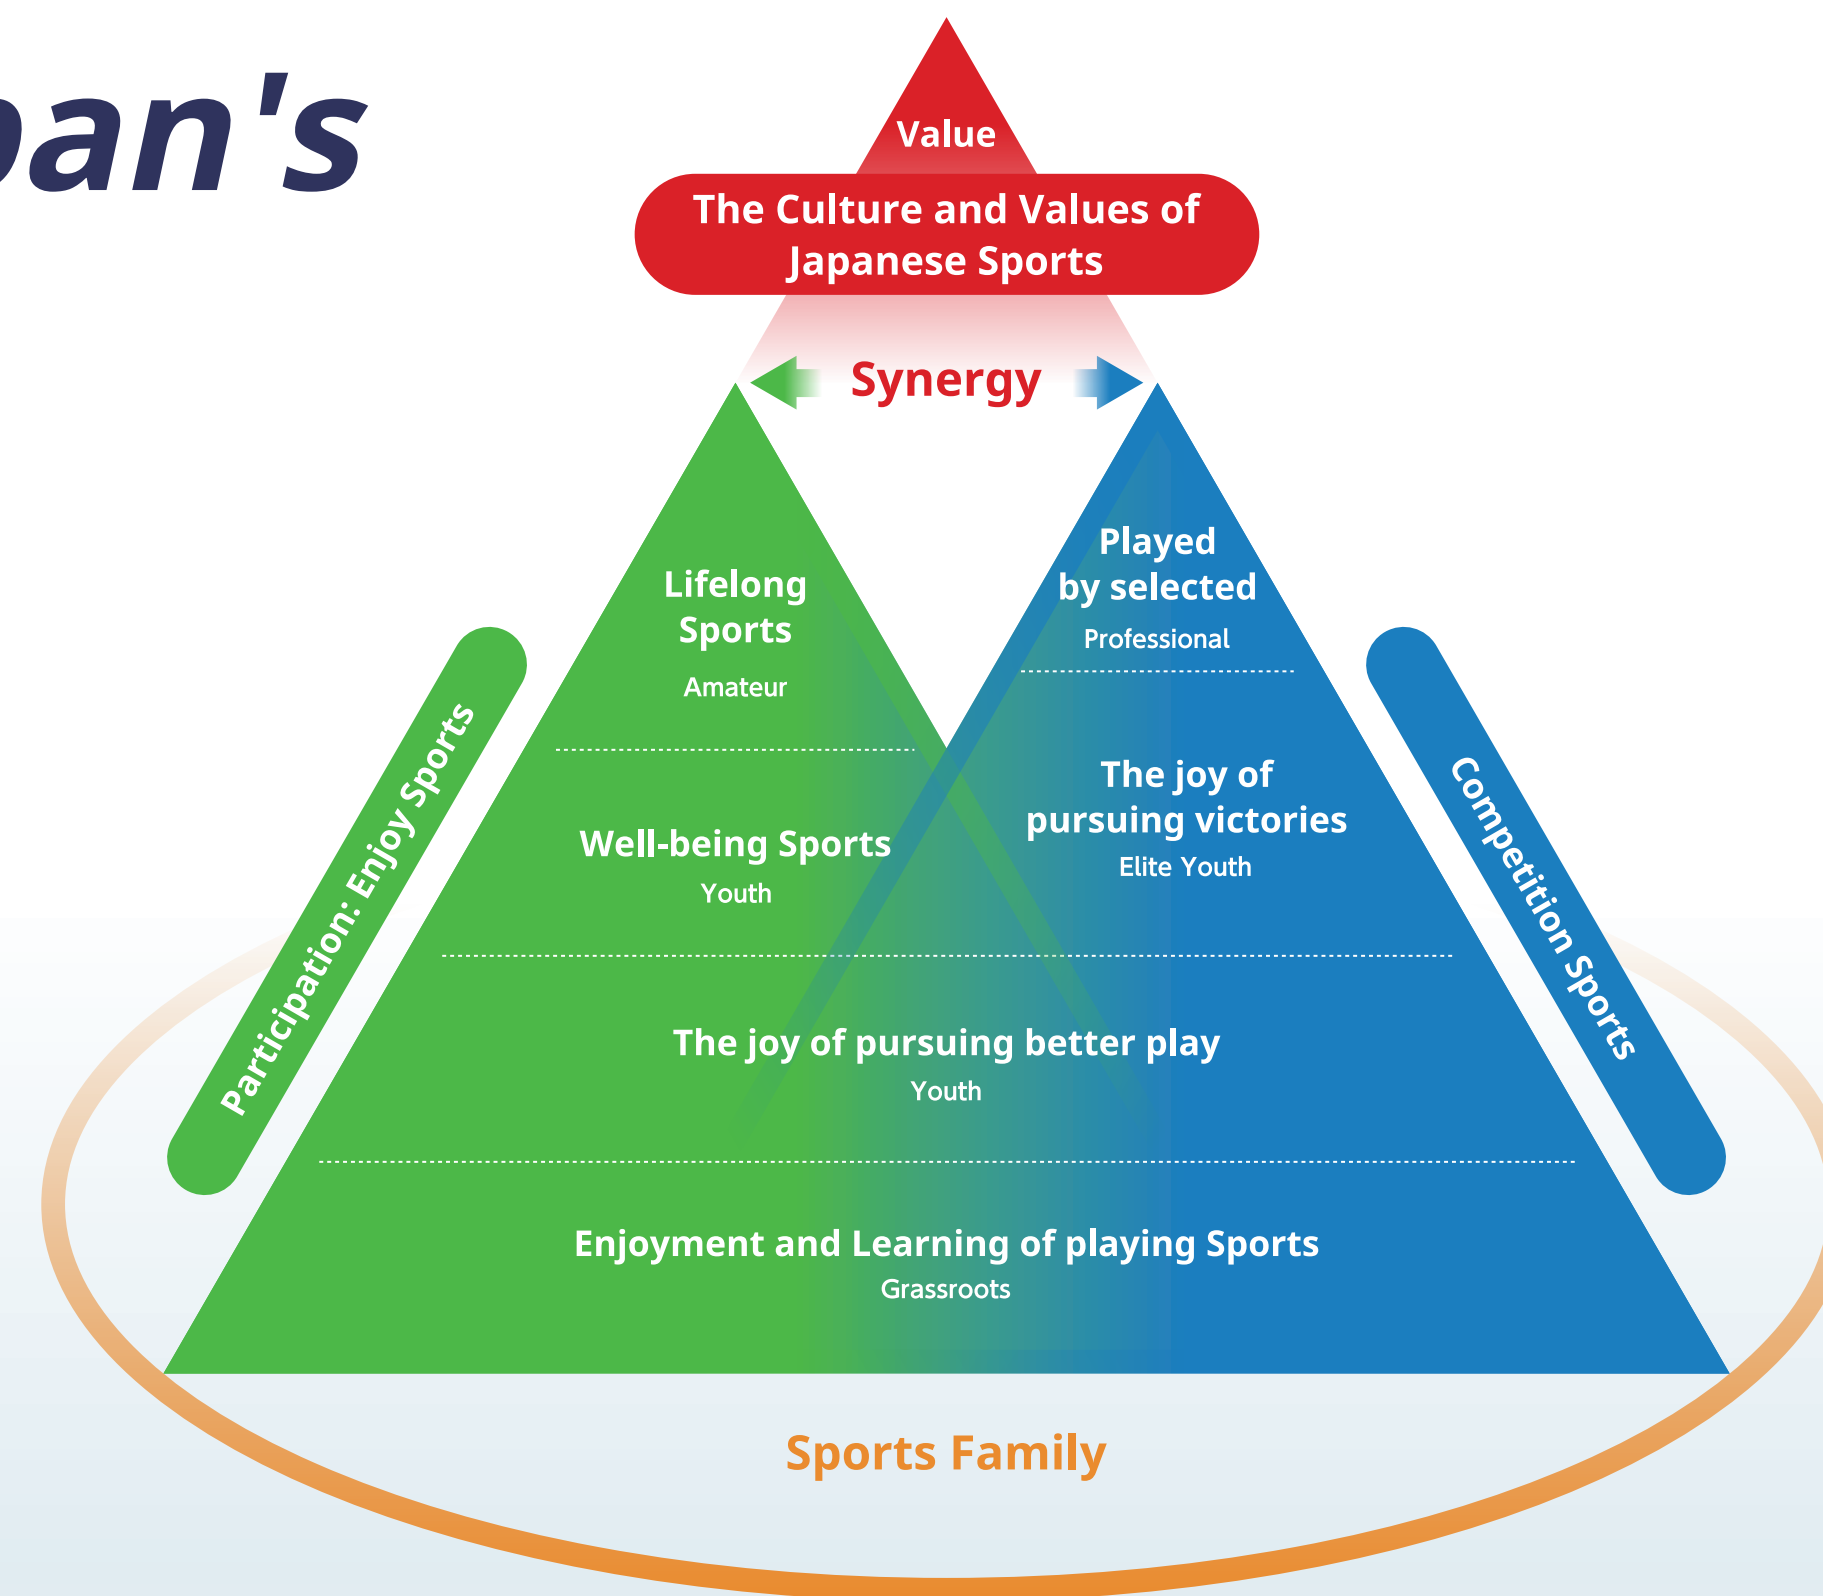 pan's
Value
The Culture and Values of
Japanese Sports
Synergy
Lifelong
Sports
Amateur
Played
by selected
Professional
Participation: Enjoy Sports
Competition Sports
Well-being Sports
Youth
The joy of
pursuing victories
Elite Youth
The joy of pursuing better play
Youth
Enjoyment and Learning of playing Sports
Grassroots
Sports Family